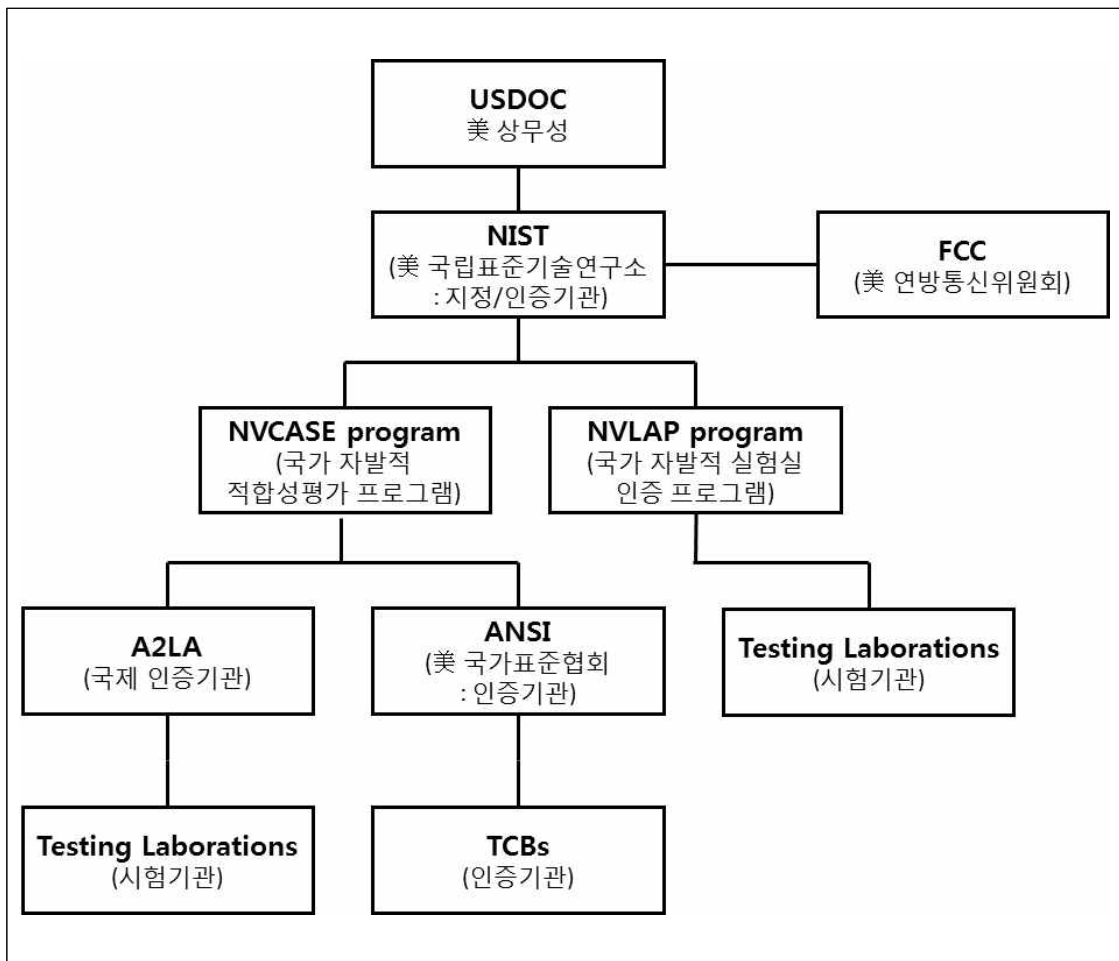 USDOC
美 상무성
NIST
(美 국립표준기술연구소
: 지정/인증기관)
FCC
(美 연방통신위원회)
NVCASE program
(국가 자발적
적합성평가 프로그램)
NVLAP program
(국가 자발적 실험실
인증 프로그램)
A2LA
(국제 인증기관)
ANSI
(美 국가표준협회
: 인증기관)
Testing Laborations
(시험기관)
Testing Laborations
(시험기관)
TCBs
(인증기관)